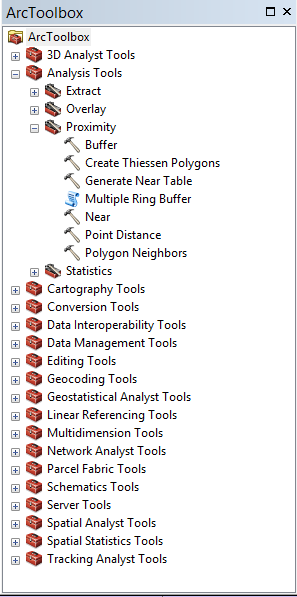 ArcToolbox
ArcToolbox
3D Analyst Tools
Analysis Tools
Extract
Overlay
Proximity
Buffer
Create Thiessen Polygons
Generate Near Table
Multiple Ring Buffer
Near
Point Distance
Polygon Neighbors
Statistics
Cartography Tools
Conversion Tools
Data Interoperability Tools
Data Management Tools
Editing Tools
Geocoding Tools
Geostatistical Analyst Tools
Linear Referencing Tools
Multidimension Tools
Network Analyst Tools
Parcel Fabric Tools
Schematics Tools
Server Tools
Spatial Analyst Tools
Spatial Statistics Tools
Tracking Analyst Tools